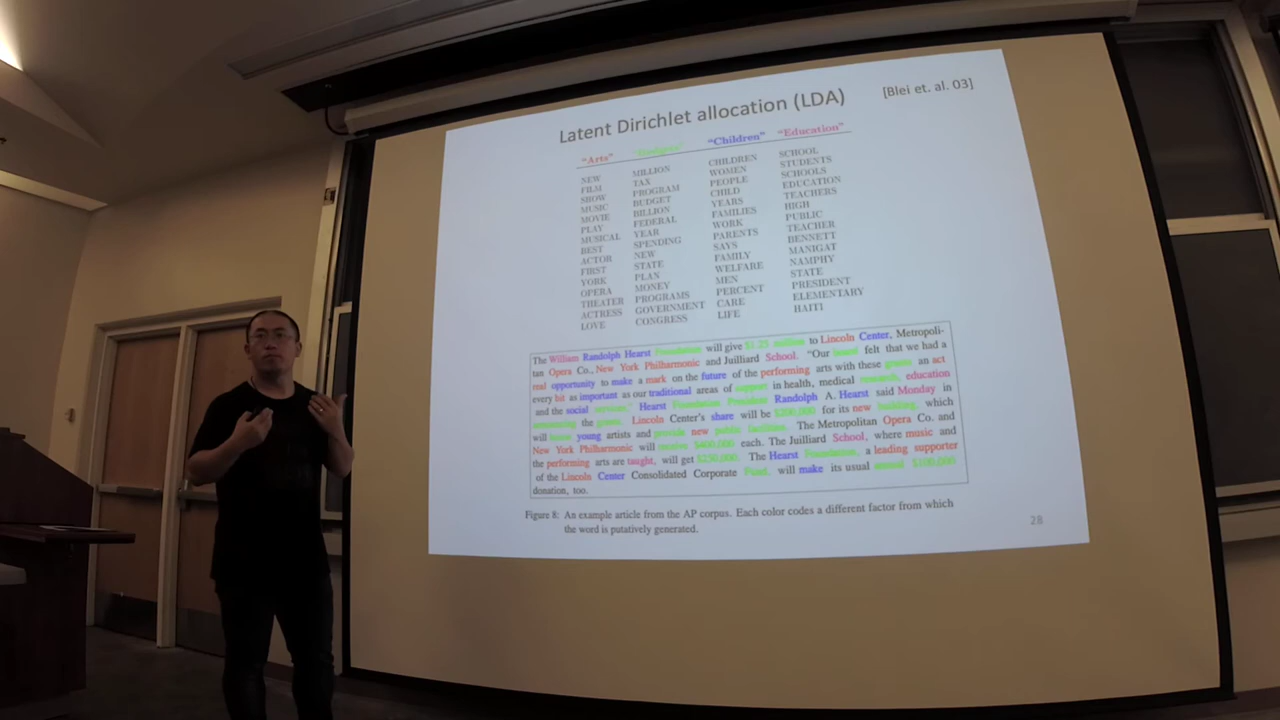 Latent Dirichlet allocation (LDA)
[Blei et. al. 03]
“Arts” “Budgets” “Children” “Education”
NEW MILLION CHILDREN SCHOOL
FILM TAX WOMEN STUDENTS
SHOW PROGRAM PEOPLE SCHOOLS
MUSIC BUDGET CHILD EDUCATION
MOVIE BILLION YEARS TEACHERS
PLAY FEDERAL FAMILIES HIGH
MUSICAL YEAR WORK PUBLIC
BEST SPENDING PARENTS TEACHER
ACTOR NEW SAYS BENNETT
FIRST STATE FAMILY MANIGAT
YORK PLAN WELFARE NAMPHY
OPERA MONEY MEN STATE
THEATER PROGRAMS PERCENT PRESIDENT
ACTRESS GOVERNMENT CARE ELEMENTARY
LOVE CONGRESS LIFE HAITI
The William Randolph Hearst Foundation will give $1.25 million to Lincoln Center, Metropoli-
tan Opera Co., New York Philharmonic and Juilliard School. “Our board felt that we had a
real opportunity to make a mark on the future of the performing arts with these grants an act
every bit as important as our traditional areas of support in health, medical research, education
and the social services,” Hearst Foundation President Randolph A. Hearst said Monday in
announcing the grants. Lincoln Center’s share will be $200,000 for its new building, which
will house young artists and provide new public facilities. The Metropolitan Opera Co. and
New York Philharmonic will receive $400,000 each. The Juilliard School, where music and
the performing arts are taught, will get $250,000. The Hearst Foundation, a leading supporter
of the Lincoln Center Consolidated Corporate Fund, will make its usual annual $100,000
donation, too.
Figure 8: An example article from the AP corpus. Each color codes a different factor from which
the word is putatively generated.
28